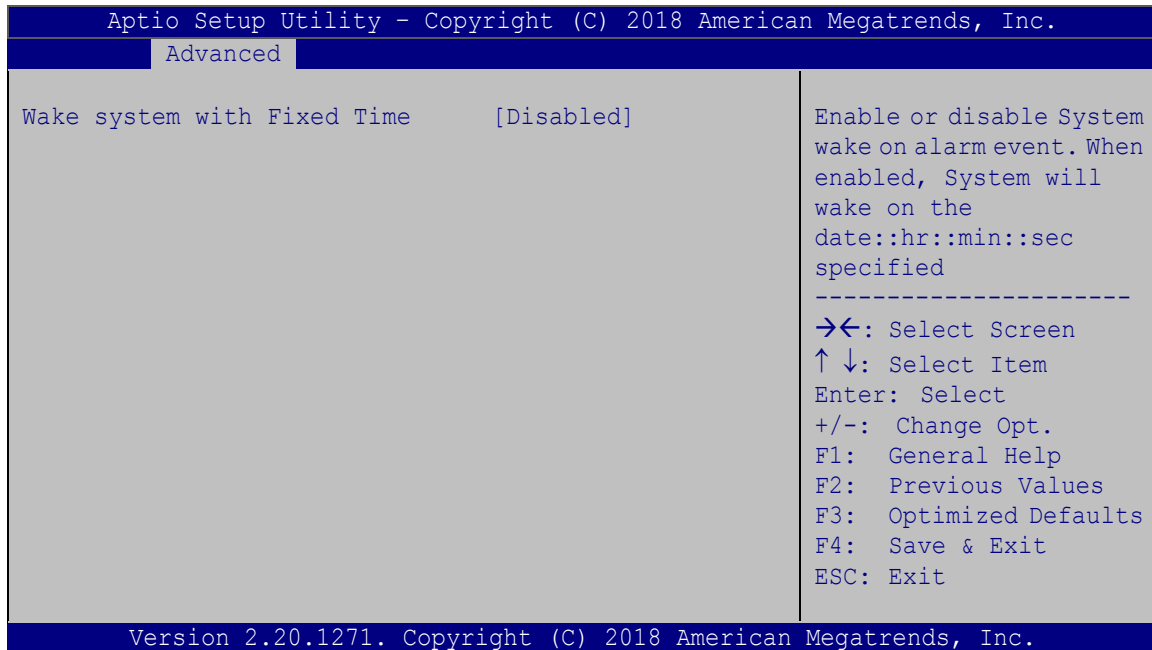 Aptio Setup Utility – Copyright (C) 2018 American Megatrends, Inc.
Advanced
Wake system with Fixed Time [Disabled]
Enable or disable System
wake on alarm event. When
enabled, System will
wake on the
date::hr::min::sec
specified
----------------------
→←: Select Screen
↑ ↓: Select Item
Enter: Select
+/-: Change Opt.
F1: General Help
F2: Previous Values
F3: Optimized Defaults
F4: Save & Exit
ESC: Exit
Version 2.20.1271. Copyright (C) 2018 American Megatrends, Inc.